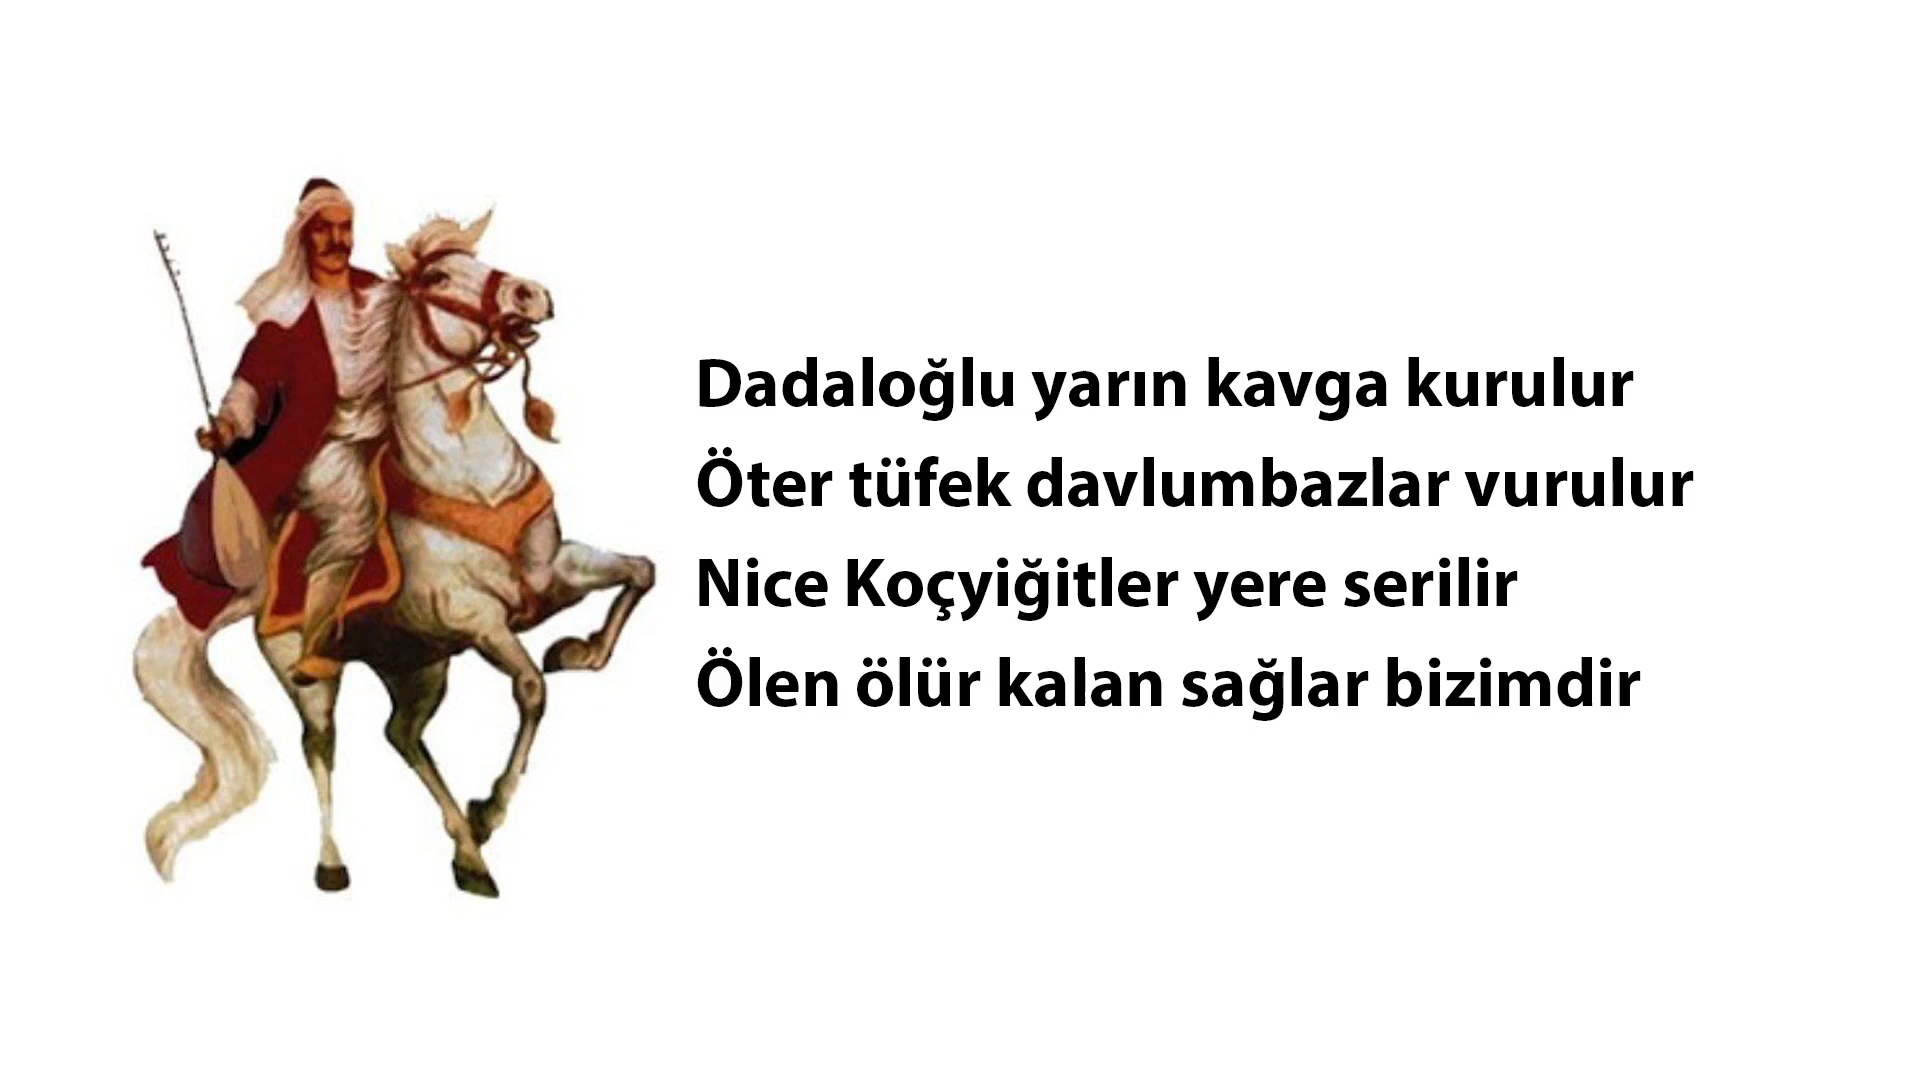 Dadaloğlu yarın kavga kurulur
Öter tüfek davlumbazlar vurulur
Nice Koçyiğitler yere serilir
Ölen ölür kalan sağlar bizimdir